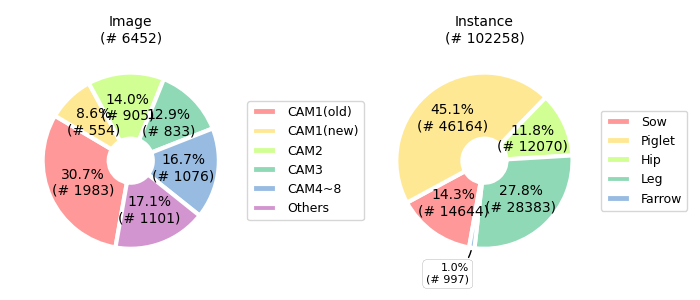 Image
(# 6452)
14.0%
(# 905)
12.9%
(# 833)
8.6%
(# 554)
16.7%
(# 1076)
30.7%
(# 1983)
17.1%
(# 1101)
CAM1(old)
CAM1(new)
CAM2
CAM3
CAM4~8
Others
Instance
(# 102258)
45.1%
(# 46164)
11.8%
(# 12070)
14.3%
(# 14644)
27.8%
(# 28383)
1.0%
(# 997)
Sow
Piglet
Hip
Leg
Farrow